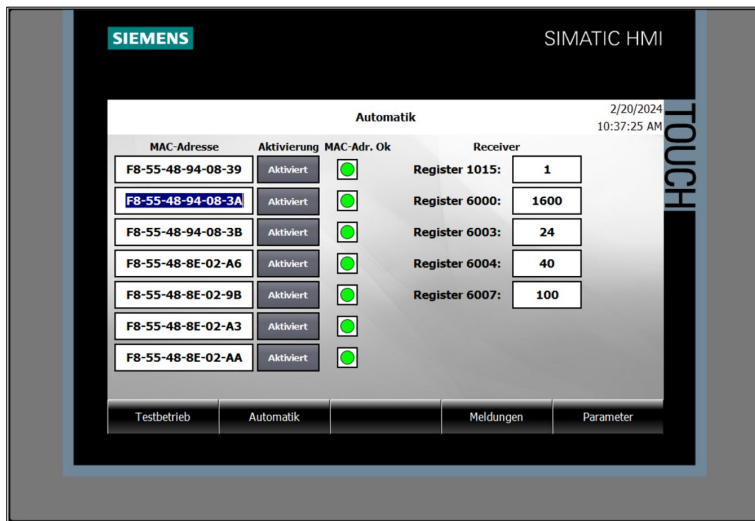 SIEMENS
SIMATIC HMI
TOUCH
Automatik
2/20/2024
10:37:25 AM
MAC-Adresse Aktivierung MAC-Adr. Ok Receiver
F8-55-48-94-08-39 Aktiviert Register 1015: 1
F8-55-48-94-08-3A Aktiviert Register 6000: 1600
F8-55-48-94-08-3B Aktiviert Register 6003: 24
F8-55-48-8E-02-A6 Aktiviert Register 6004: 40
F8-55-48-8E-02-9B Aktiviert Register 6007: 100
F8-55-48-8E-02-A3 Aktiviert
F8-55-48-8E-02-AA Aktiviert
Testbetrieb Automatik Meldungen Parameter